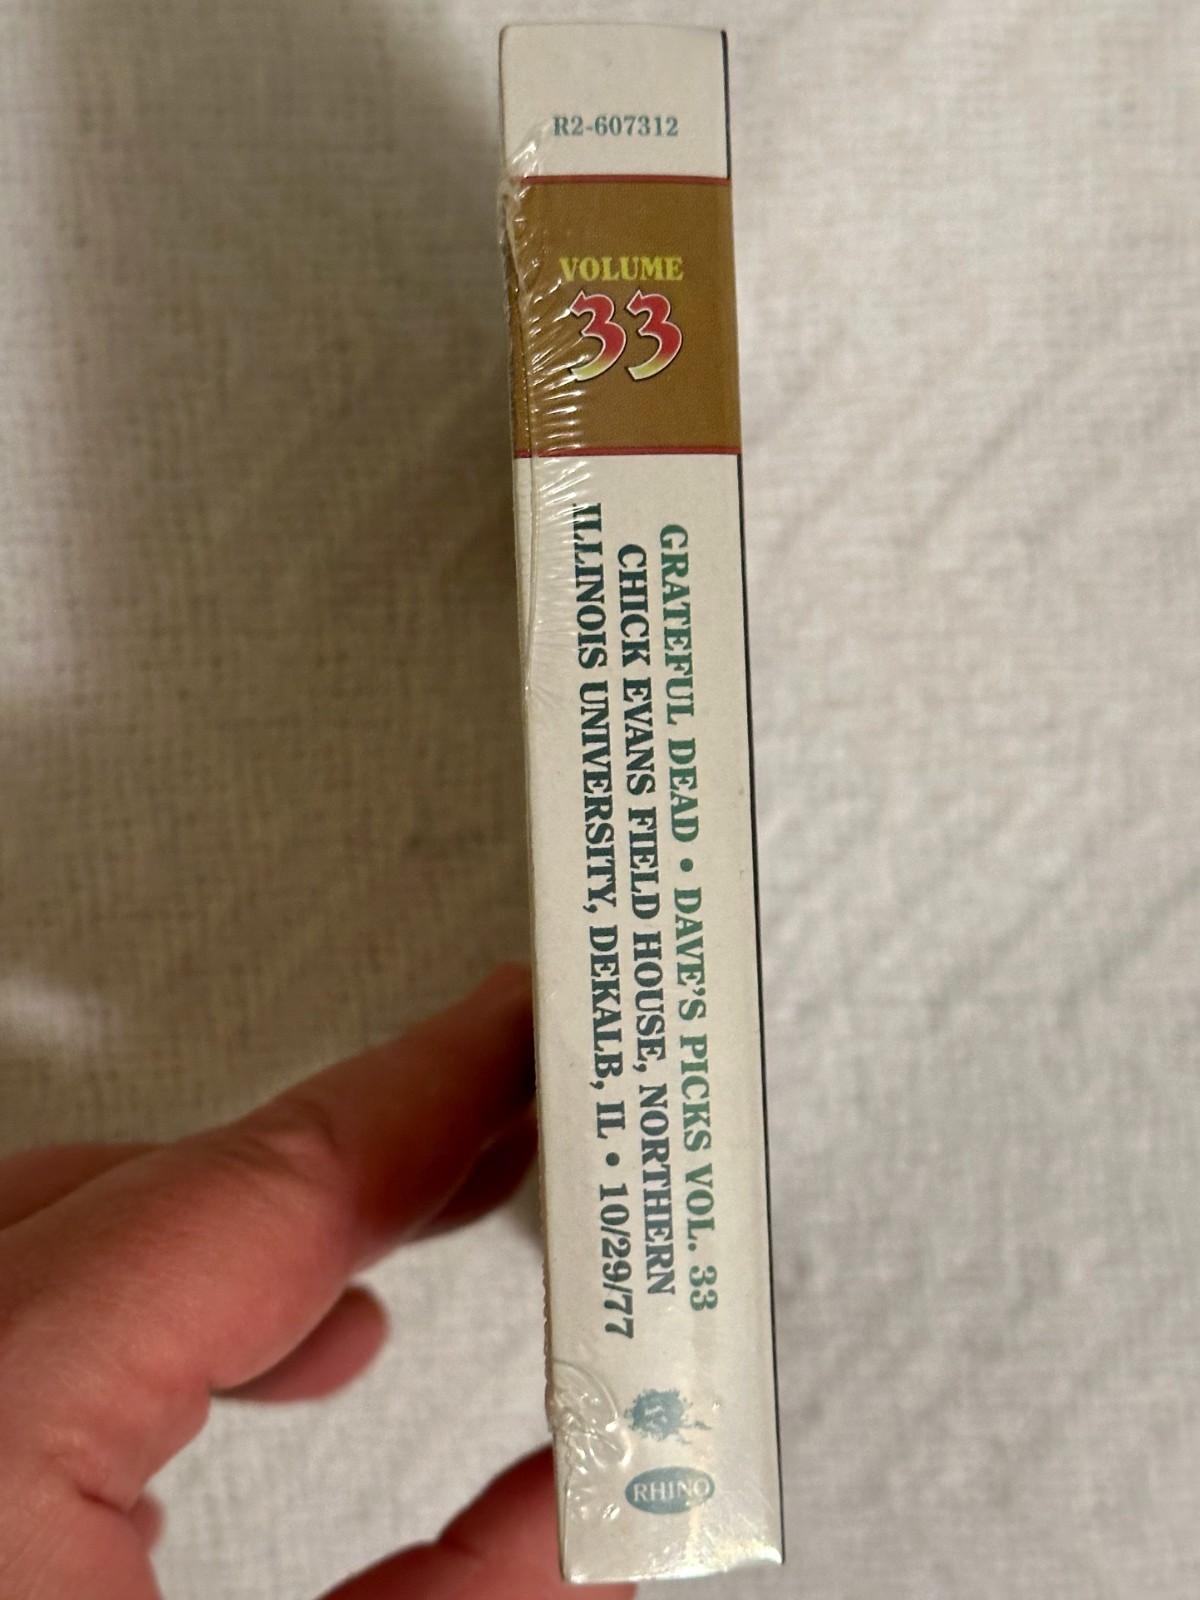 R2-607312
VOLUME
33
GRATEFUL DEAD • DAVE'S PICKS VOL. 33
CHICK EVANS FIELD HOUSE, NORTHERN
ILLINOIS UNIVERSITY, DEKALB, IL • 10/29/77
RHINO